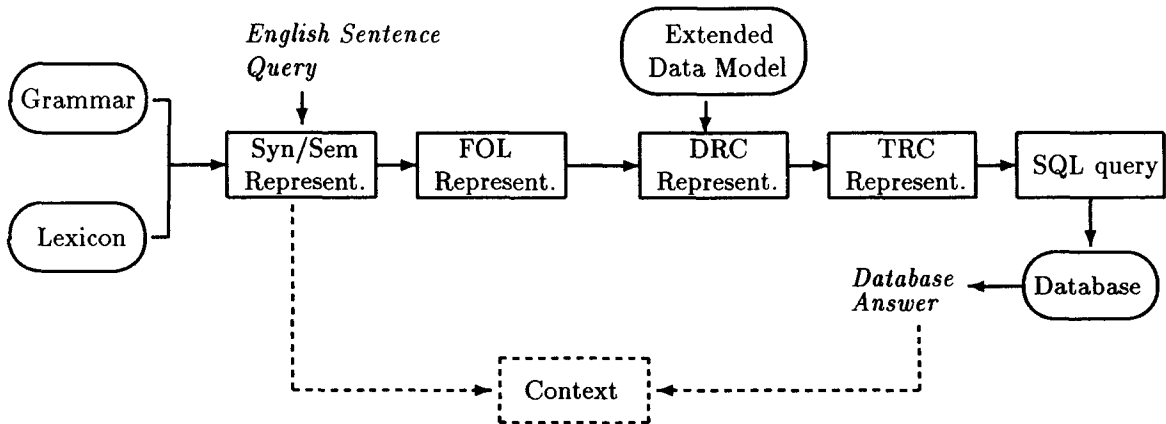 English Sentence
Query
Extended
Data Model
Grammar
Syn/Sem
Represent.
FOL
Represent.
DRC
Represent.
TRC
Represent.
SQL query
Lexicon
Database
Answer
Database
Context